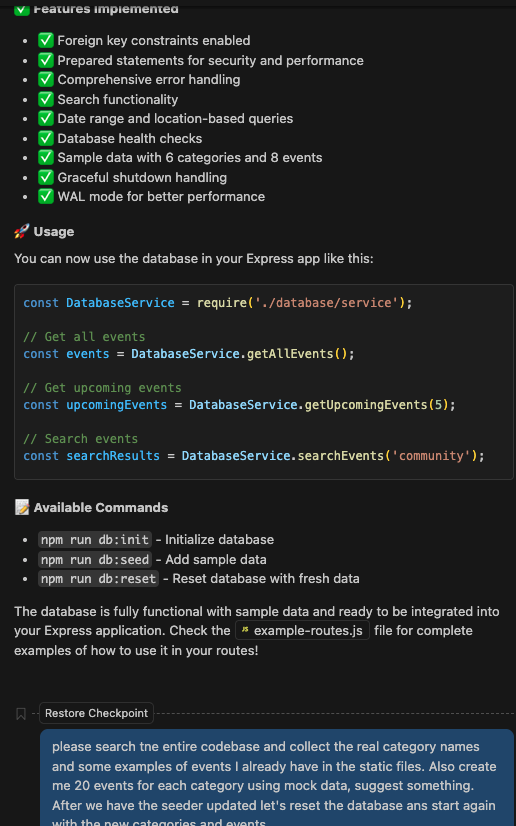 ✅ Features Implemented
• ✅ Foreign key constraints enabled
• ✅ Prepared statements for security and performance
• ✅ Comprehensive error handling
• ✅ Search functionality
• ✅ Date range and location-based queries
• ✅ Database health checks
• ✅ Sample data with 6 categories and 8 events
• ✅ Graceful shutdown handling
• ✅ WAL mode for better performance
🚀 Usage
You can now use the database in your Express app like this:
const DatabaseService = require('./database/service');
// Get all events
const events = DatabaseService.getAllEvents();
// Get upcoming events
const upcomingEvents = DatabaseService.getUpcomingEvents(5);
// Search events
const searchResults = DatabaseService.searchEvents('community');
📝 Available Commands
• npm run db:init - Initialize database
• npm run db:seed - Add sample data
• npm run db:reset - Reset database with fresh data
The database is fully functional with sample data and ready to be integrated into
your Express application. Check the JS example-routes.js file for complete
examples of how to use it in your routes!
Restore Checkpoint
please search tne entire codebase and collect the real category names
and some examples of events I already have in the static files. Also create
me 20 events for each category using mock data, suggest something.
After we have the seeder updated let's reset the database ans start again
with the new categories and events